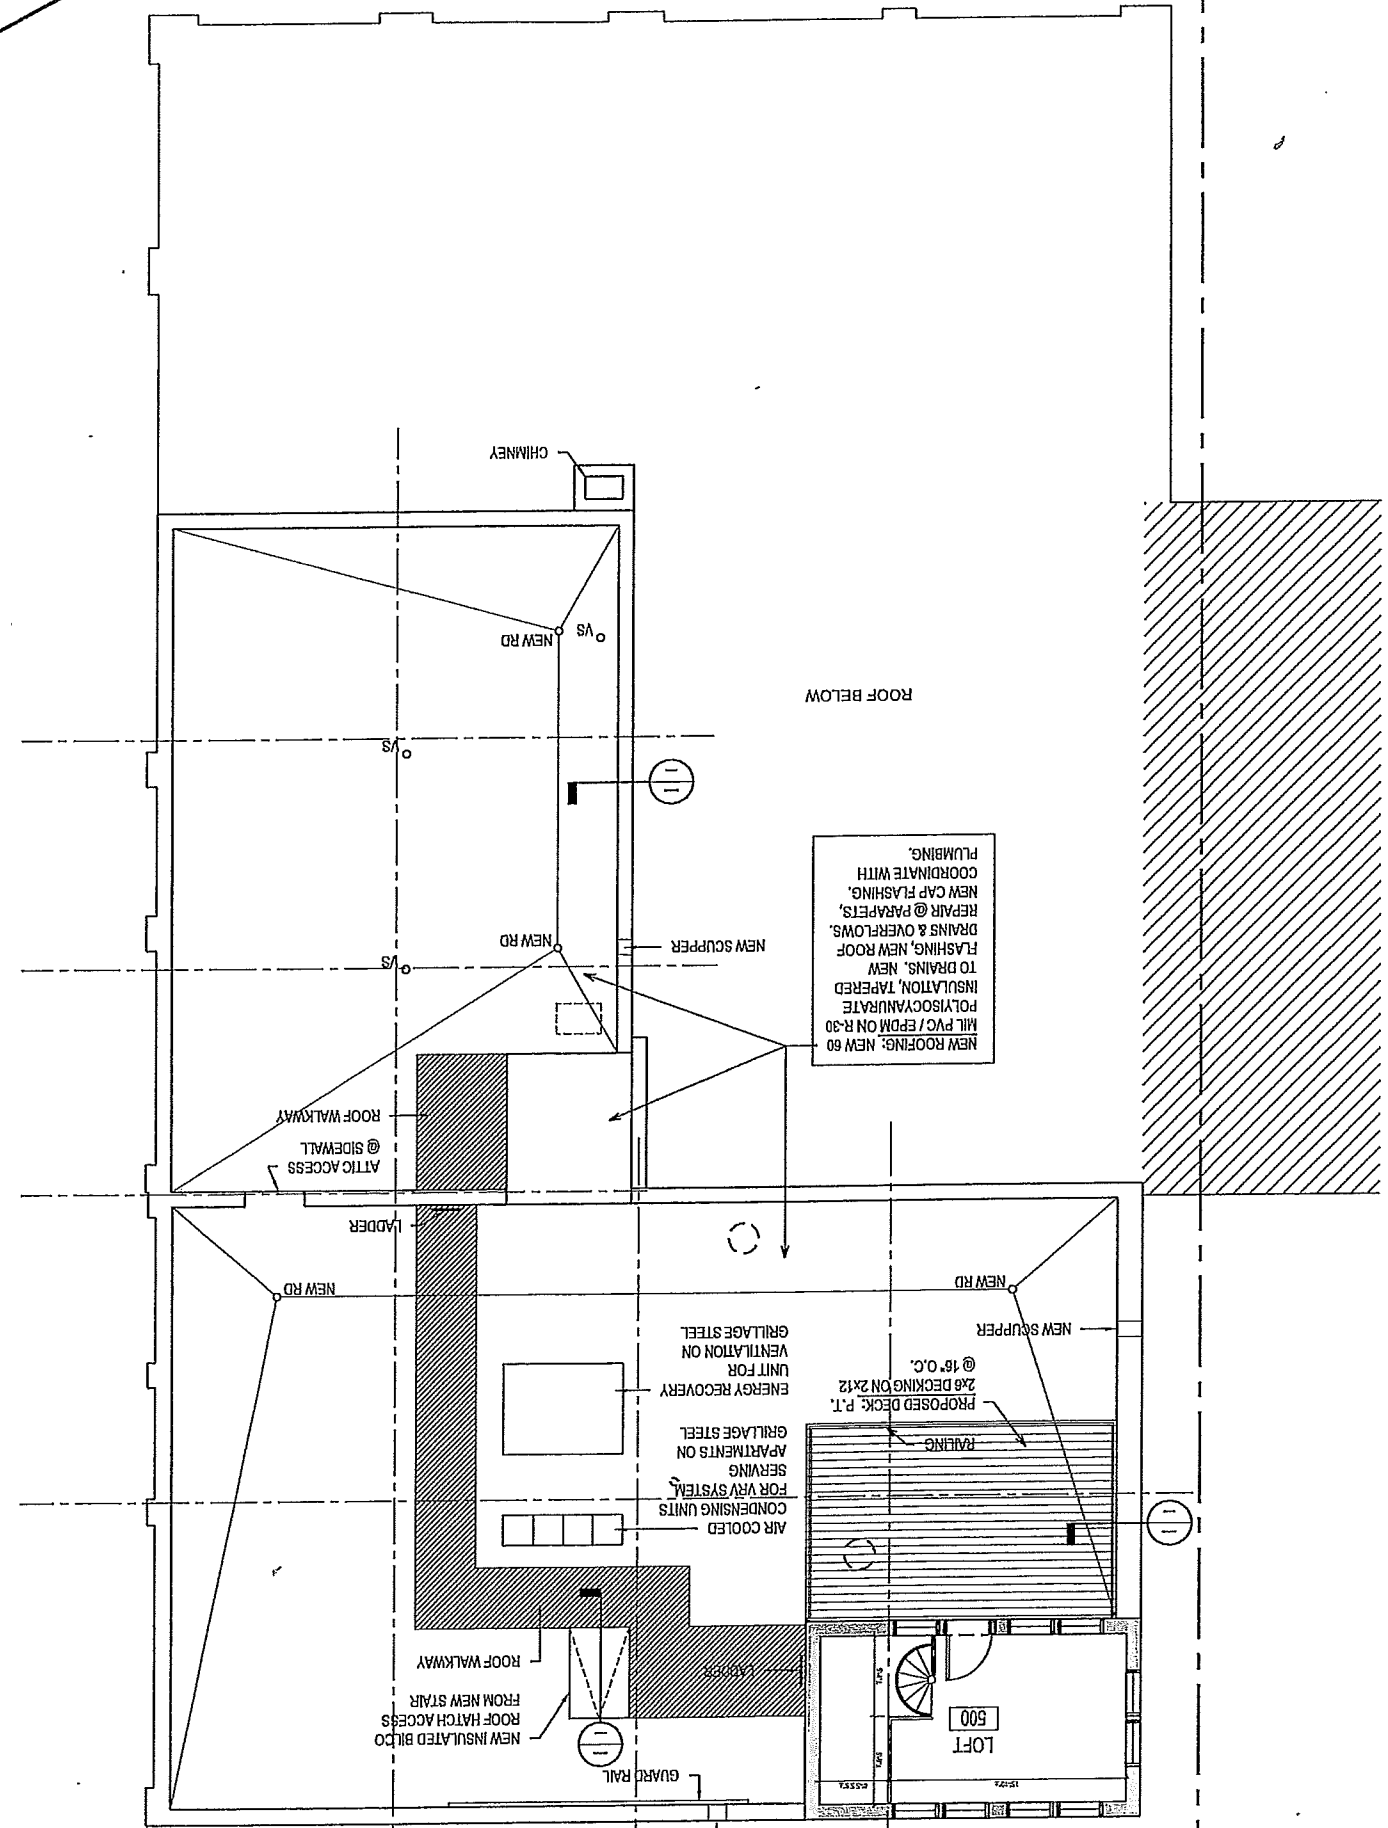 GUARD RAIL
LOFT
500
NEW INSULATED BILCO
ROOF HATCH ACCESS
FROM NEW STAIR
ROOF WALKWAY
LADDER
AIR COOLED
CONDENSING UNITS
FOR VRV SYSTEM
SERVING
APARTMENTS ON
GRILLAGE STEEL
RAILING
PROPOSED DECK: P.T.
2x6 DECKING ON 2x12
@ 16" O.C.
ENERGY RECOVERY
UNIT FOR
VENTILATION ON
GRILLAGE STEEL
NEW SCUPPER
NEW RD
NEW RD
LADDER
ATTIC ACCESS
@ SIDEWALL
ROOF WALKWAY
NEW ROOFING: NEW 60
MIL PVC / EPDM ON R-30
POLYISOCYANURATE
INSULATION, TAPERED
TO DRAINS. NEW
FLASHING, NEW ROOF
DRAINS & OVERFLOWS.
REPAIR @ PARAPETS,
NEW CAP FLASHING.
COORDINATE WITH
PLUMBING.
VS
NEW RD
NEW SCUPPER
VS
ROOF BELOW
NEW RD
VS
CHIMNEY